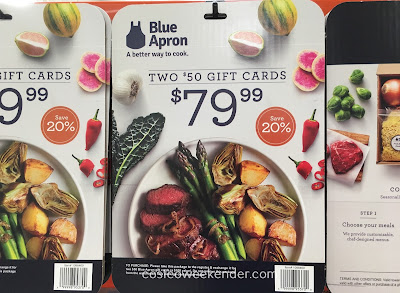 GIFT CARDS
9.99
Save
20%
Blue
Apron
A better way to cook.
TWO $50 GIFT CARDS
$79.99
Save
20%
STEP 1
Choose your meals
We provide customizable,
chef-designed menus.
costcoweekender.com